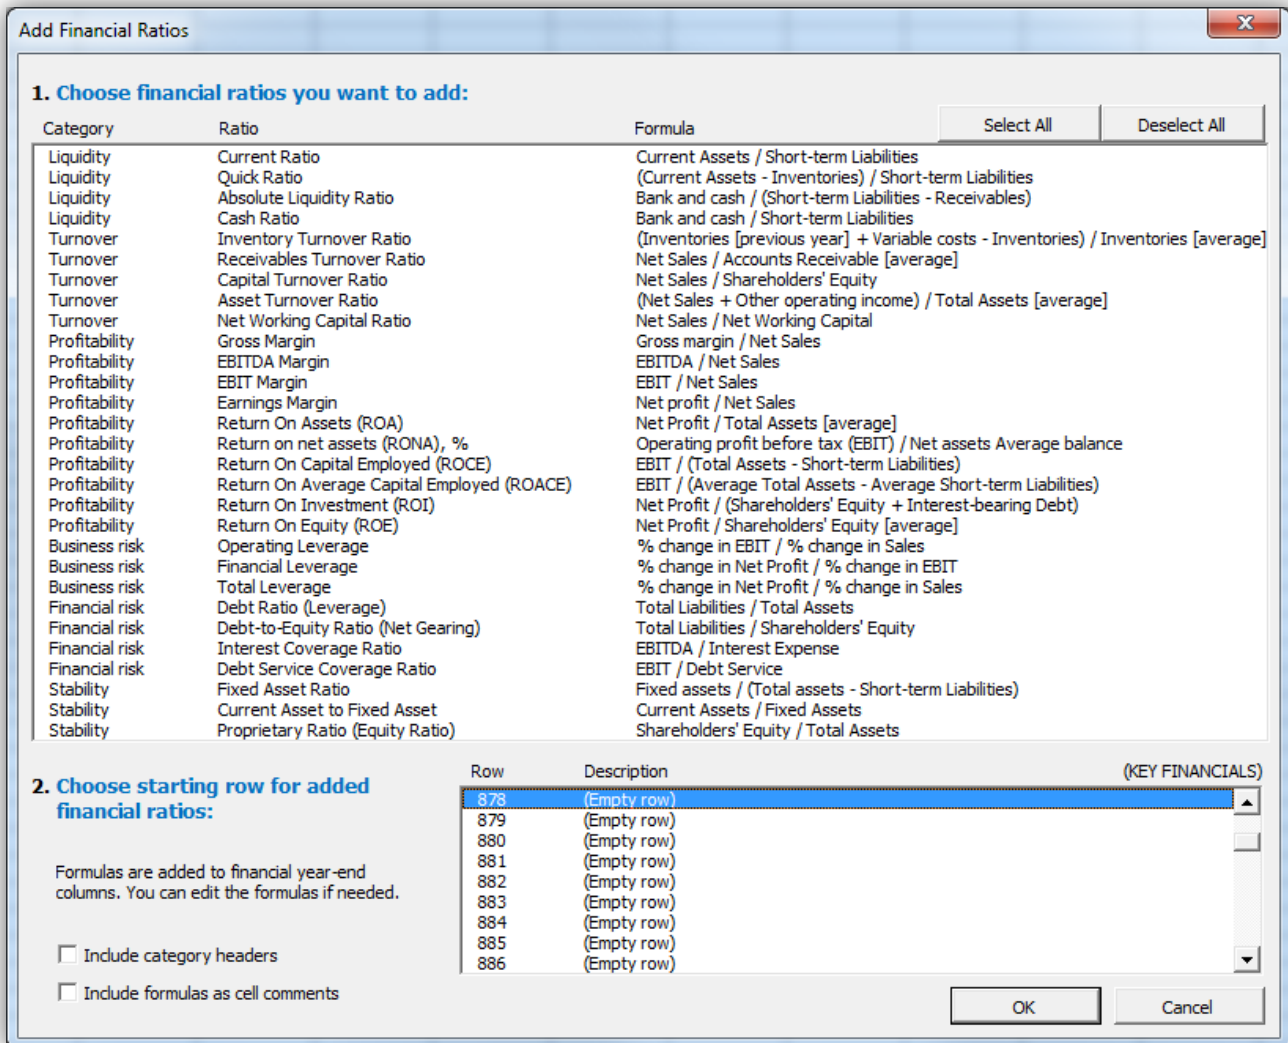 Add Financial Ratios
1. Choose financial ratios you want to add:
Category Ratio Formula Select All Deselect All
Liquidity Current Ratio Current Assets / Short-term Liabilities
Liquidity Quick Ratio (Current Assets - Inventories) / Short-term Liabilities
Liquidity Absolute Liquidity Ratio Bank and cash / (Short-term Liabilities - Receivables)
Liquidity Cash Ratio Bank and cash / Short-term Liabilities
Turnover Inventory Turnover Ratio (Inventories [previous year] + Variable costs - Inventories) / Inventories [average]
Turnover Receivables Turnover Ratio Net Sales / Accounts Receivable [average]
Turnover Capital Turnover Ratio Net Sales / Shareholders' Equity
Turnover Asset Turnover Ratio (Net Sales + Other operating income) / Total Assets [average]
Turnover Net Working Capital Ratio Net Sales / Net Working Capital
Profitability Gross Margin Gross margin / Net Sales
Profitability EBITDA Margin EBITDA / Net Sales
Profitability EBIT Margin EBIT / Net Sales
Profitability Earnings Margin Net profit / Net Sales
Profitability Return On Assets (ROA) Net Profit / Total Assets [average]
Profitability Return on net assets (RONA), % Operating profit before tax (EBIT) / Net assets Average balance
Profitability Return On Capital Employed (ROCE) EBIT / (Total Assets - Short-term Liabilities)
Profitability Return On Average Capital Employed (ROACE) EBIT / (Average Total Assets - Average Short-term Liabilities)
Profitability Return On Investment (ROI) Net Profit / (Shareholders' Equity + Interest-bearing Debt)
Profitability Return On Equity (ROE) Net Profit / Shareholders' Equity [average]
Business risk Operating Leverage % change in EBIT / % change in Sales
Business risk Financial Leverage % change in Net Profit / % change in EBIT
Business risk Total Leverage % change in Net Profit / % change in Sales
Financial risk Debt Ratio (Leverage) Total Liabilities / Total Assets
Financial risk Debt-to-Equity Ratio (Net Gearing) Total Liabilities / Shareholders' Equity
Financial risk Interest Coverage Ratio EBITDA / Interest Expense
Financial risk Debt Service Coverage Ratio EBIT / Debt Service
Stability Fixed Asset Ratio Fixed assets / (Total assets - Short-term Liabilities)
Stability Current Asset to Fixed Asset Current Assets / Fixed Assets
Stability Proprietary Ratio (Equity Ratio) Shareholders' Equity / Total Assets
2. Choose starting row for added
financial ratios:
Formulas are added to financial year-end
columns. You can edit the formulas if needed.
Include category headers
Include formulas as cell comments
Row Description (KEY FINANCIALS)
878 (Empty row)
879 (Empty row)
880 (Empty row)
881 (Empty row)
882 (Empty row)
883 (Empty row)
884 (Empty row)
885 (Empty row)
886 (Empty row)
OK Cancel